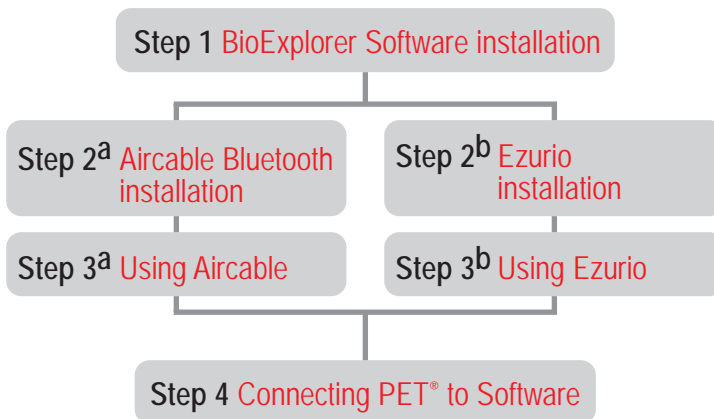 Step 1 BioExplorer Software installation
Step 2a Aircable Bluetooth
installation
Step 2b Ezurio
installation
Step 3a Using Aircable
Step 3b Using Ezurio
Step 4 Connecting PET® to Software